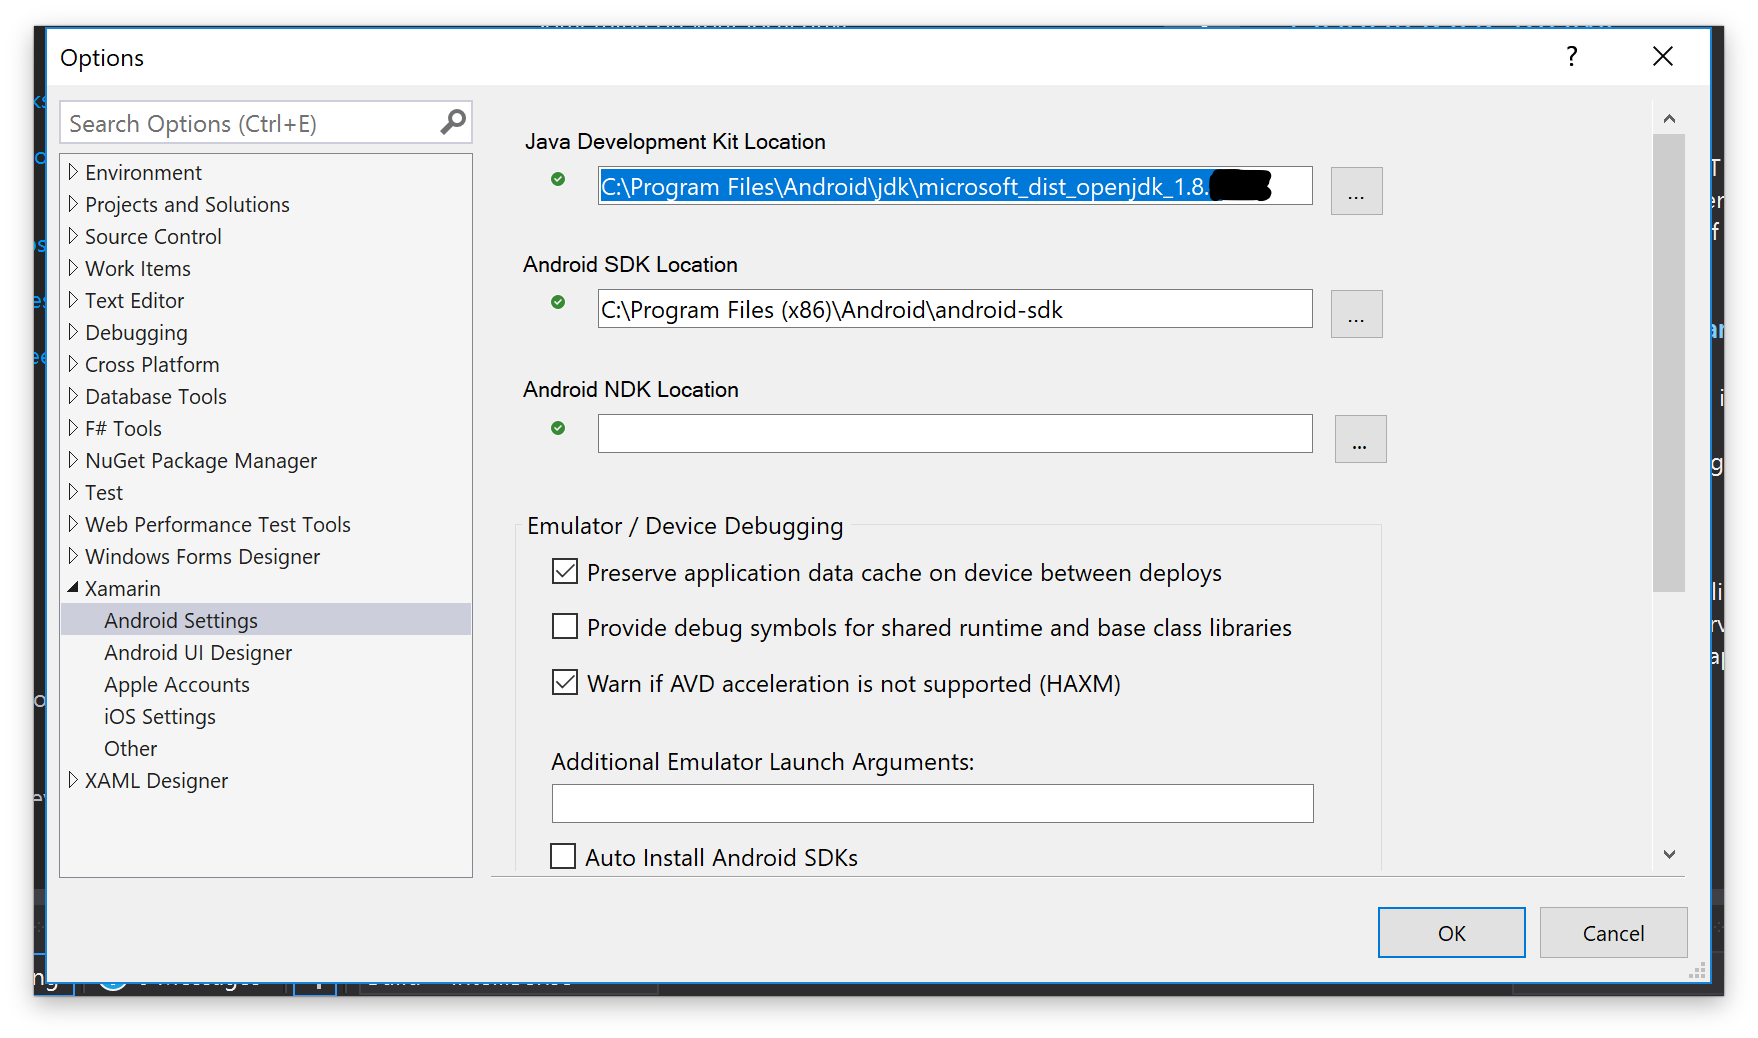 Options
?
Search Options (Ctrl+E)
Environment
Projects and Solutions
Source Control
Work Items
Text Editor
Debugging
Cross Platform
Database Tools
F# Tools
NuGet Package Manager
Test
Web Performance Test Tools
Windows Forms Designer
Xamarin
Android Settings
Android UI Designer
Apple Accounts
iOS Settings
Other
XAML Designer
Java Development Kit Location
C:\Program Files\Android\jdk\microsoft_dist_openjdk_1.8.
...
Android SDK Location
C:\Program Files (x86)\Android\android-sdk
...
Android NDK Location
...
Emulator / Device Debugging
Preserve application data cache on device between deploys
Provide debug symbols for shared runtime and base class libraries
Warn if AVD acceleration is not supported (HAXM)
Additional Emulator Launch Arguments:
Auto Install Android SDKs
OK
Cancel